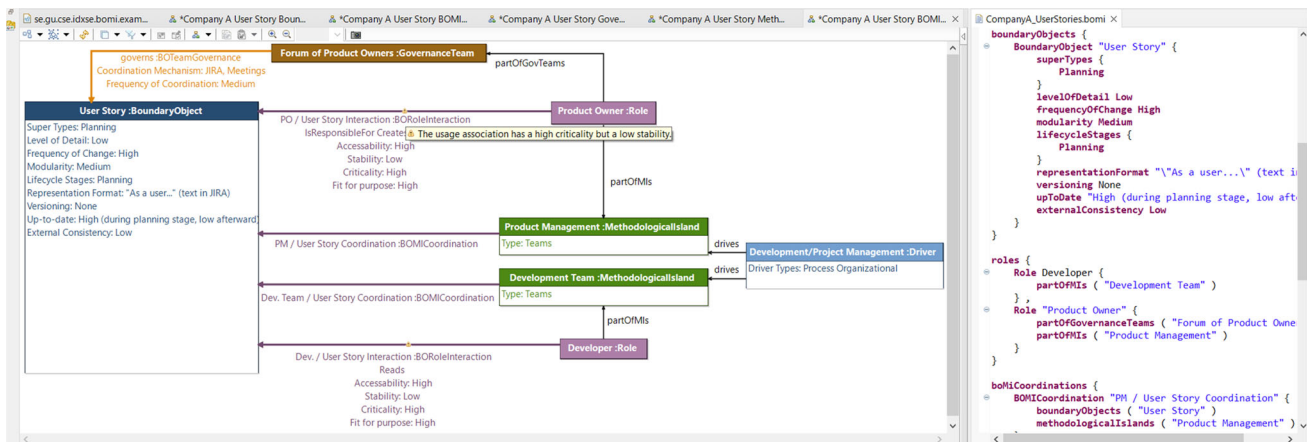 se.gu.cse.idxse.bomi.exam...
*Company A User Story Boun...
*Company A User Story BOMI...
*Company A User Story Gove...
*Company A User Story Meth...
*Company A User Story BOMI...
CompanyA_UserStories.bomi
governs :BOTeamGovernance
Coordination Mechanism: JIRA, Meetings
Frequency of Coordination: Medium
Forum of Product Owners :GovernanceTeam
partOfGovTeams
User Story :BoundaryObject
Super Types: Planning
Level of Detail: Low
Frequency of Change: High
Modularity: Medium
Lifecycle Stages: Planning
Representation Format: "As a user..." (text in JIRA)
Versioning: None
Up-to-date: High (during planning stage, low afterward)
External Consistency: Low
Product Owner :Role
PO / User Story Interaction :BORoleInteraction
IsResponsibleFor Creates
The usage association has a high criticality but a low stability.
Accessability: High
Stability: Low
Criticality: High
Fit for purpose: High
partOfMIs
Product Management :MethodologicalIsland
Type: Teams
PM / User Story Coordination :BOMICoordination
drives
Development/Project Management :Driver
Driver Types: Process Organizational
drives
Development Team :MethodologicalIsland
Type: Teams
Dev. Team / User Story Coordination :BOMICoordination
partOfMIs
Developer :Role
Dev. / User Story Interaction :BORoleInteraction
Reads
Accessability: High
Stability: Low
Criticality: High
Fit for purpose: High
boundaryObjects {
BoundaryObject "User Story" {
superTypes {
Planning
}
levelOfDetail Low
frequencyOfChange High
modularity Medium
lifecycleStages {
Planning
}
representationFormat "\"As a user...\" (text i
versioning None
upToDate "High (during planning stage, low aft
externalConsistency Low
}
}
roles {
Role Developer {
partOfMIs ( "Development Team" )
} ,
Role "Product Owner" {
partOfGovernanceTeams ( "Forum of Product Owne
partOfMIs ( "Product Management" )
}
}
boMiCoordinations {
BOMICoordination "PM / User Story Coordination" {
boundaryObjects ( "User Story" )
methodologicalIslands ( "Product Management" )